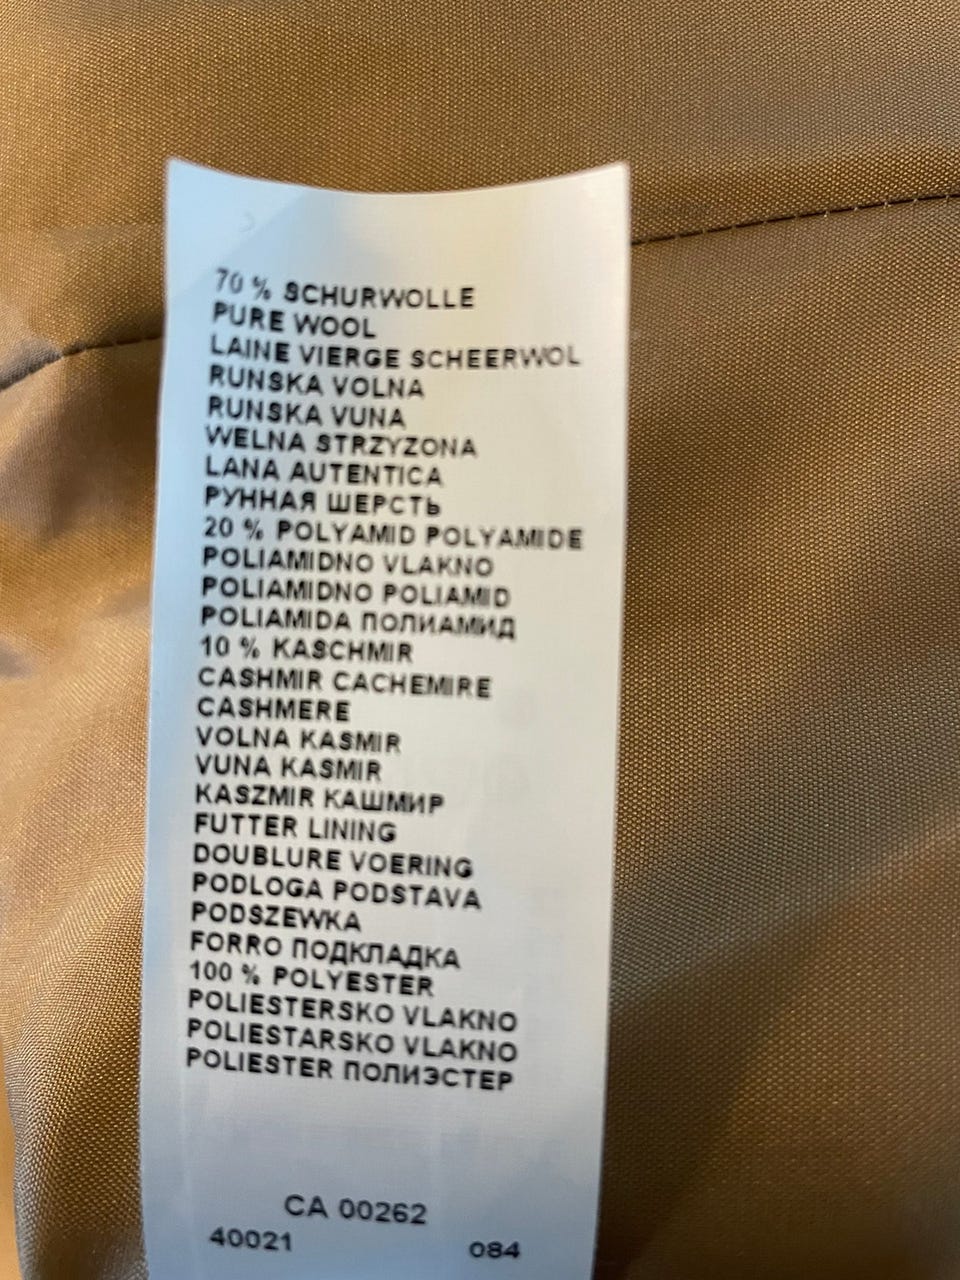 70 % SCHURWOLLE
PURE WOOL
LAINE VIERGE SCHEERWOL
RUNSKA VOLNA
RUNSKA VUNA
WELNA STRZYZONA
LANA AUTENTICA
РУННАЯ ШЕРСТЬ
20 % POLYAMID POLYAMIDE
POLIAMIDNO VLAKNO
POLIAMIDNO POLIAMID
POLIAMIDA ПОЛИАМИД
10 % KASCHMIR
CASHMIR CACHEMIRE
CASHMERE
VOLNA KASMIR
VUNA KASMIR
KASZMIR КАШМИР
FUTTER LINING
DOUBLURE VOERING
PODLOGA PODSTAVA
PODSZEWKA
FORRO ПОДКЛАДКА
100 % POLYESTER
POLIESTERSKO VLAKNO
POLIESTARSKO VLAKNO
POLIESTER ПОЛИЭСТЕР
CA 00262
40021 084